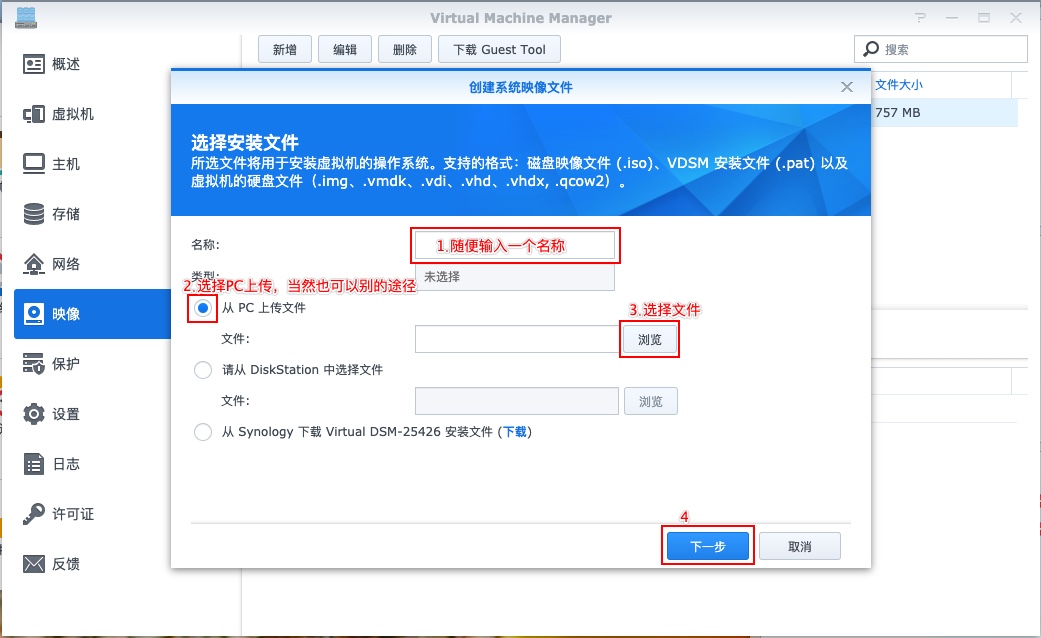 Virtual Machine Manager
新增 编辑 删除 下载 Guest Tool 搜索
概述
虚拟机
主机
存储
网络
映像
保护
设置
日志
许可证
反馈
文件大小
757 MB
创建系统映像文件
选择安装文件
所选文件将用于安装虚拟机的操作系统。支持的格式：磁盘映像文件 (.iso)、VDSM 安装文件 (.pat) 以及
虚拟机的硬盘文件（.img、.vmdk、.vdi、.vhd、.vhdx, .qcow2）。
名称: 1.随便输入一个名称
类型: 未选择
2.选择PC上传，当然也可以别的途径
从 PC 上传文件
3.选择文件
文件: 浏览
请从 DiskStation 中选择文件
文件: 浏览
从 Synology 下载 Virtual DSM-25426 安装文件 (下载)
4
下一步 取消